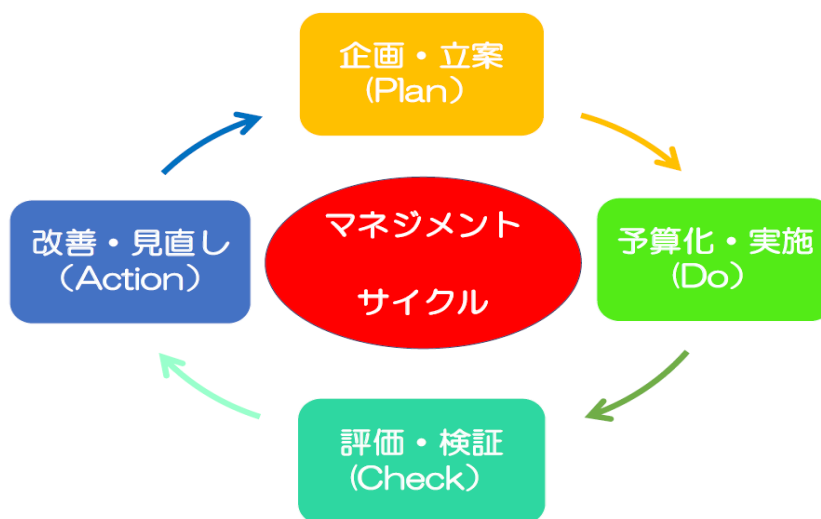 企画・立案
(Plan）
マネジメント
サイクル
予算化・実施
(Do）
評価・検証
(Check）
改善・見直し
（Action）